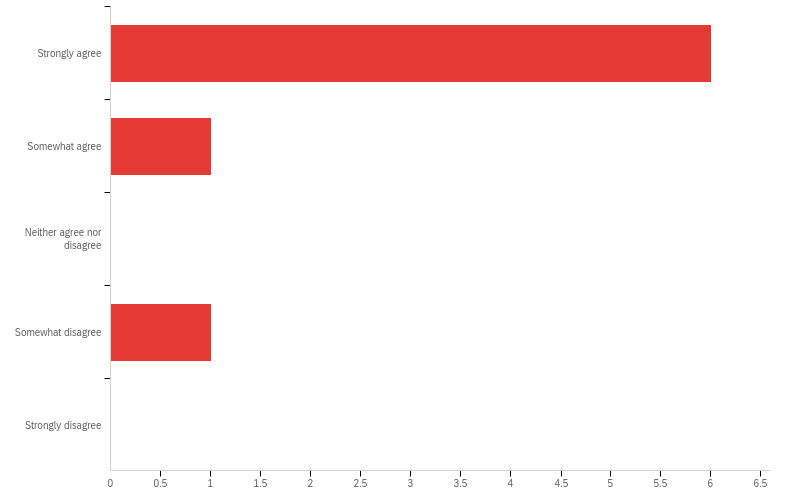 Strongly agree
Somewhat agree
Neither agree nor
disagree
Somewhat disagree
Strongly disagree
0 0.5 1 1.5 2 2.5 3 3.5 4 4.5 5 5.5 6 6.5